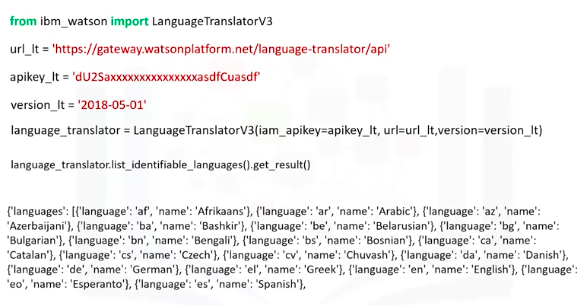 from ibm_watson import LanguageTranslatorV3
url_lt = 'https://gateway.watsonplatform.net/language-translator/api'
apikey_lt = 'dU2SaxxxxxxxxxxxxxxxasdfCuasdf'
version_lt = '2018-05-01'
language_translator = LanguageTranslatorV3(iam_apikey=apikey_lt, url=url_lt,version=version_lt)
language_translator.list_identifiable_languages().get_result()
{'languages': [{'language': 'af', 'name': 'Afrikaans'}, {'language': 'ar', 'name': 'Arabic'}, {'language': 'az', 'name':
'Azerbaijani'}, {'language': 'ba', 'name': 'Bashkir'}, {'language': 'be', 'name': 'Belarusian'}, {'language': 'bg', 'name':
'Bulgarian'}, {'language': 'bn', 'name': 'Bengali'}, {'language': 'bs', 'name': 'Bosnian'}, {'language': 'ca', 'name':
'Catalan'}, {'language': 'cs', 'name': 'Czech'}, {'language': 'cv', 'name': 'Chuvash'}, {'language': 'da', 'name': 'Danish'},
{'language': 'de', 'name': 'German'}, {'language': 'el', 'name': 'Greek'}, {'language': 'en', 'name': 'English'}, {'language':
'eo', 'name': 'Esperanto'}, {'language': 'es', 'name': 'Spanish'},